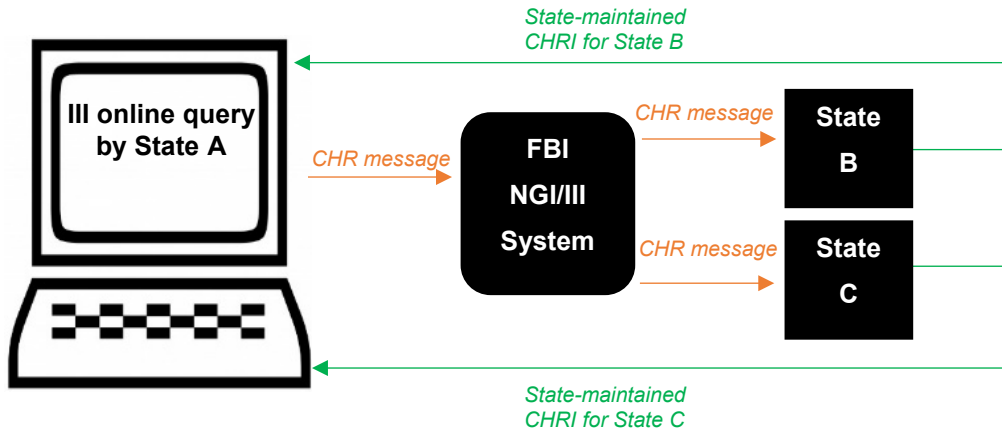 State-maintained
CHRI for State B
III online query
by State A
CHR message
FBI
NGI/III
System
CHR message
State
B
CHR message
State
C
State-maintained
CHRI for State C